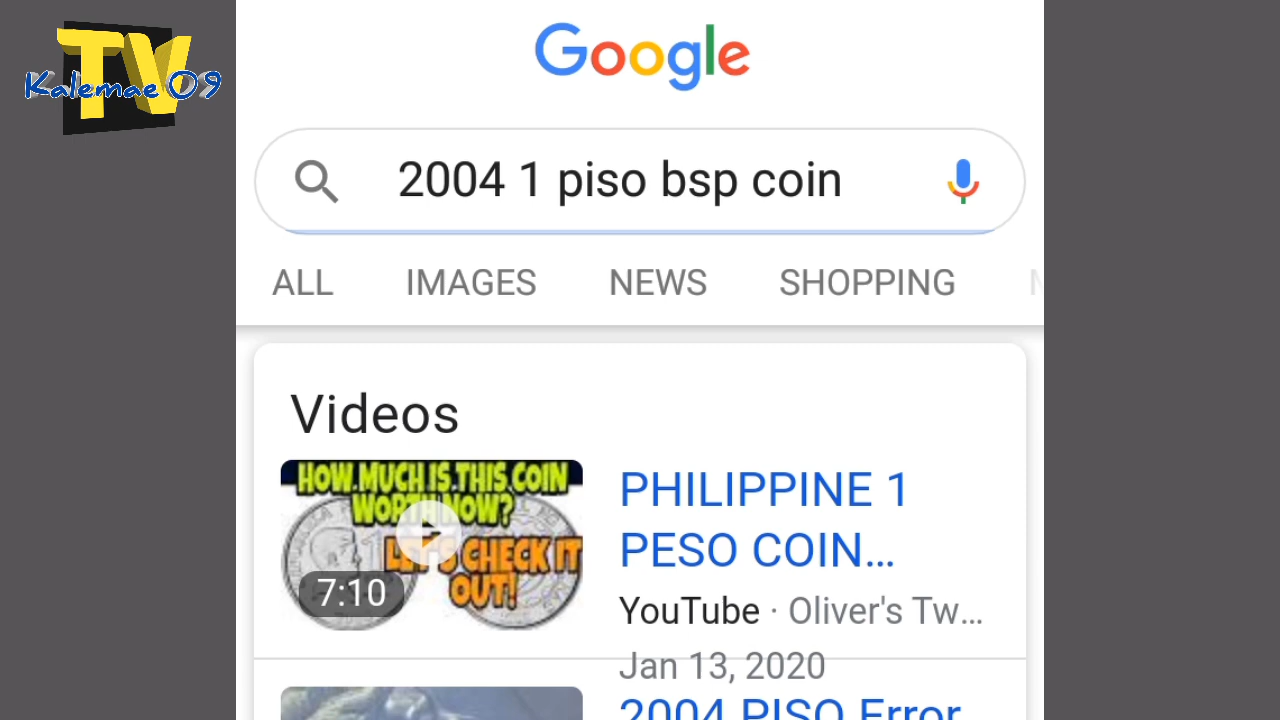 TV
Kalemae 09
Google
2004 1 piso bsp coin
ALL IMAGES NEWS SHOPPING
Videos
HOW MUCH IS THIS COIN
WORTH NOW?
LET'S CHECK IT
OUT!
7:10
PHILIPPINE 1
PESO COIN...
YouTube · Oliver's Tw...
Jan 13, 2020
2004 PISO Error